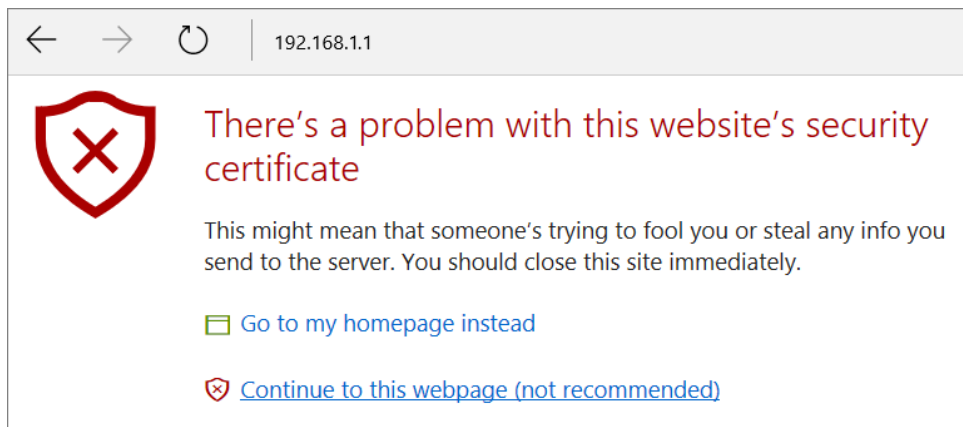 192.168.1.1
There's a problem with this website's security
certificate
This might mean that someone's trying to fool you or steal any info you
send to the server. You should close this site immediately.
Go to my homepage instead
Continue to this webpage (not recommended)